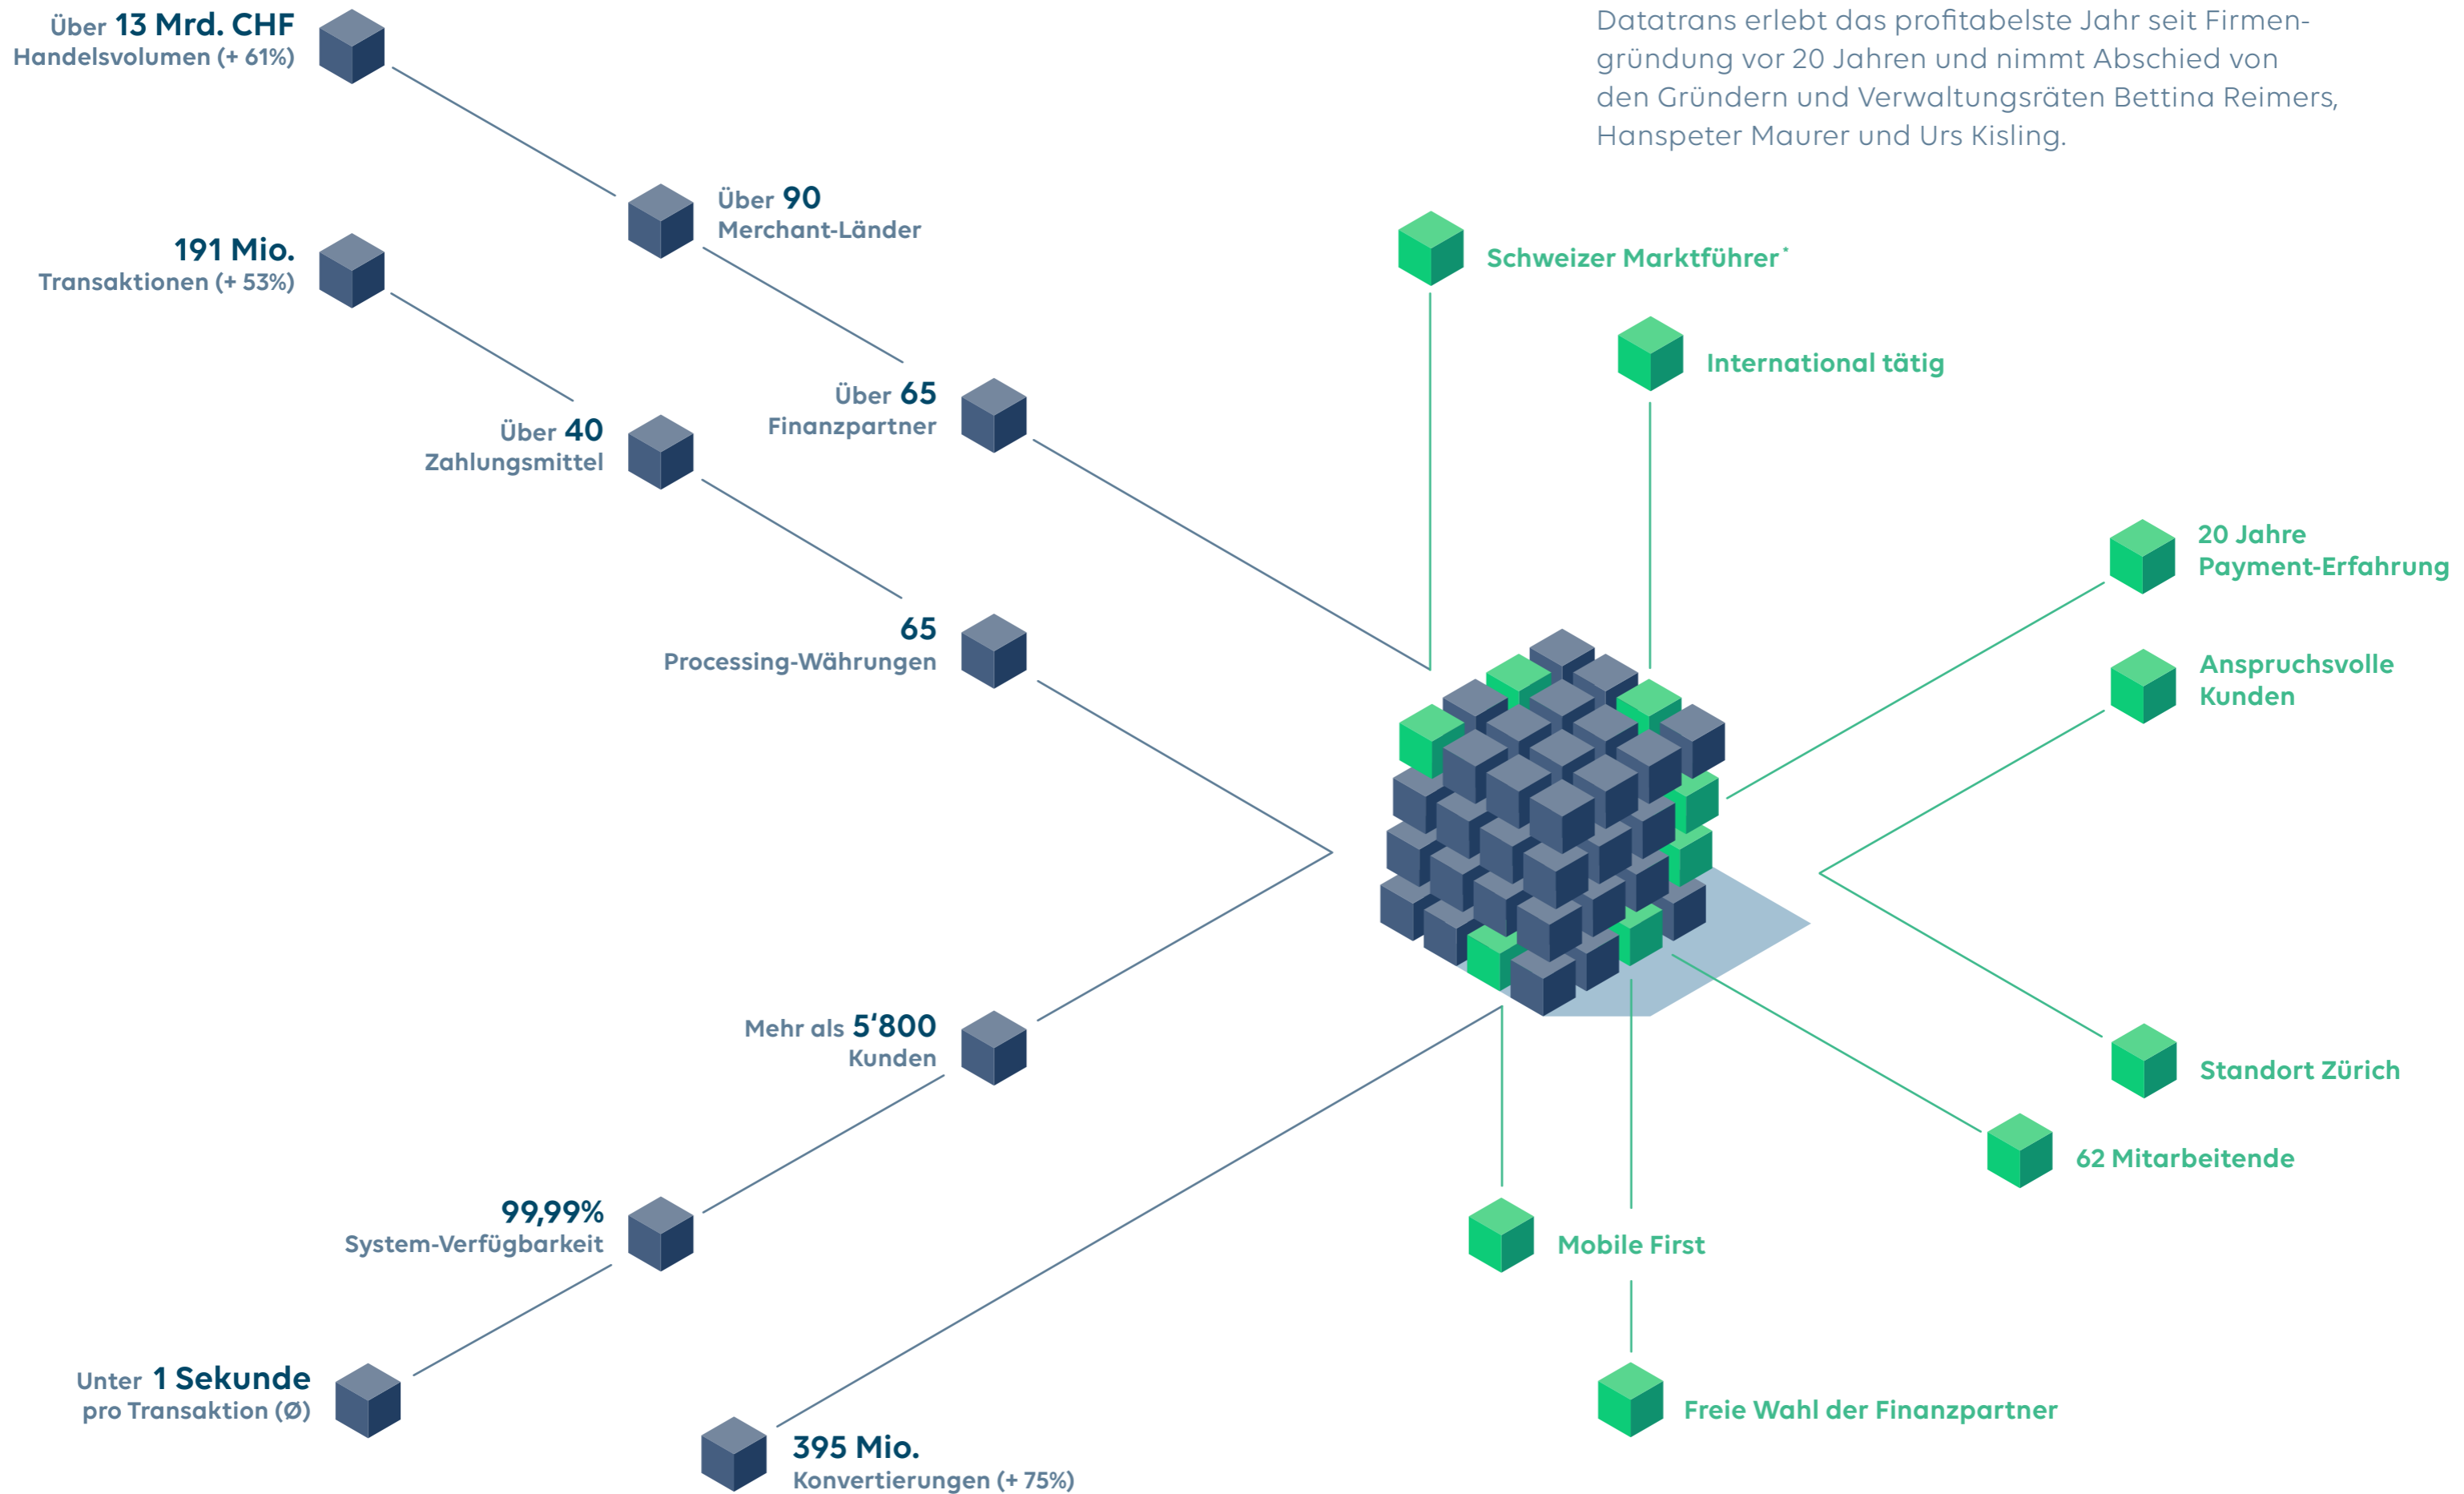 Datatrans erlebt das profitabelste Jahr seit Firmen-
gründung vor 20 Jahren und nimmt Abschied von
den Gründern und Verwaltungsräten Bettina Reimers,
Hanspeter Maurer und Urs Kisling.
Über 13 Mrd. CHF
Handelsvolumen (+ 61%)
Über 90
Merchant-Länder
191 Mio.
Transaktionen (+ 53%)
Über 65
Finanzpartner
Über 40
Zahlungsmittel
65
Processing-Währungen
Mehr als 5‘800
Kunden
99,99%
System-Verfügbarkeit
Unter 1 Sekunde
pro Transaktion (Ø)
395 Mio.
Konvertierungen (+ 75%)
Schweizer Marktführer*
International tätig
20 Jahre
Payment-Erfahrung
Anspruchsvolle
Kunden
Standort Zürich
62 Mitarbeitende
Mobile First
Freie Wahl der Finanzpartner